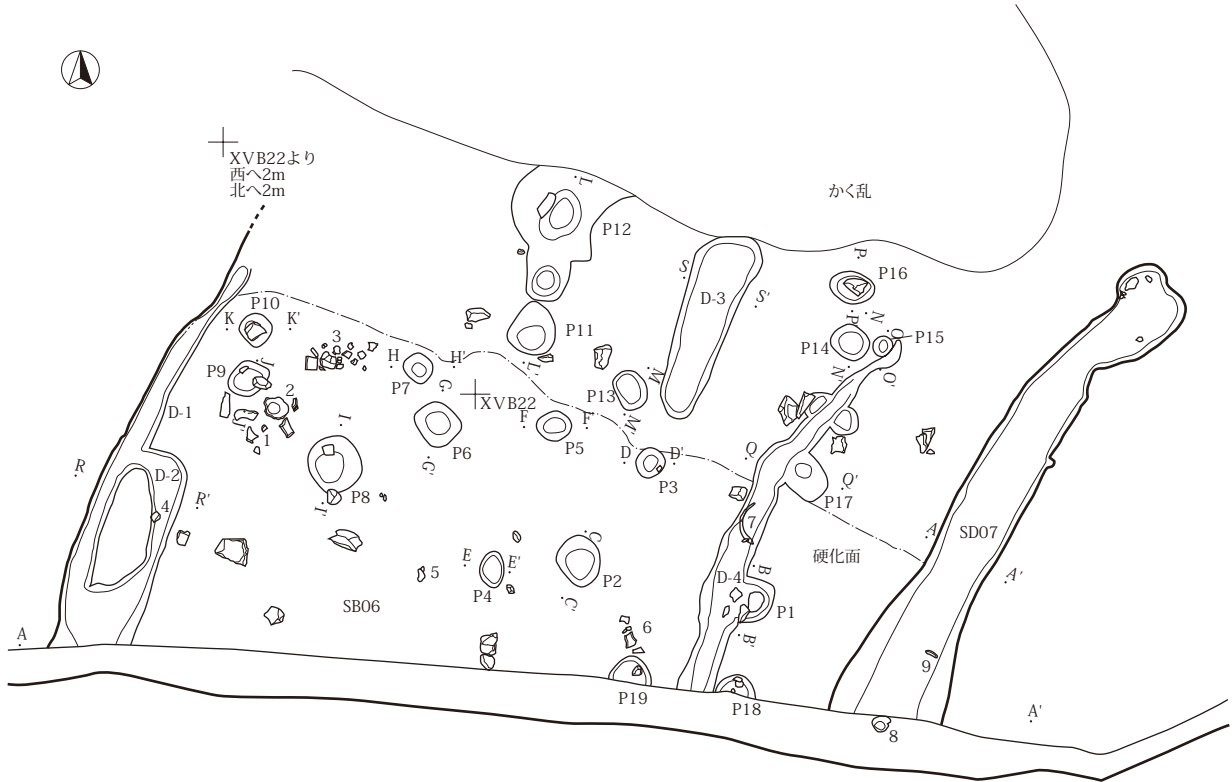 XVB22より
西へ2m
北へ2m
かく乱
L
P12
S
D-3
S'
P
P16
P10
K
K'
3
H
H'
P7
P11
L'
P
N
O
P15
P14
N'
O'
J
P9
2
G
XVB22
P13
M
M'
D-1
1
F
F'
P5
P6
I
G'
D
D'
P3
Q
Q'
P17
R
D-2
R'
4
P8
I'
7
A
SD07
硬化面
C
E
E'
5
P4
P2
C'
B
D-4
P1
A'
SB06
B'
6
9
A
P19
P18
8
A'